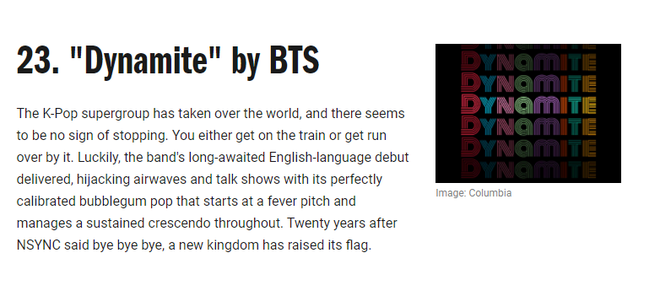 23. "Dynamite" by BTS
The K-Pop supergroup has taken over the world, and there seems
to be no sign of stopping. You either get on the train or get run
over by it. Luckily, the band's long-awaited English-language debut
delivered, hijacking airwaves and talk shows with its perfectly
calibrated bubblegum pop that starts at a fever pitch and
manages a sustained crescendo throughout. Twenty years after
NSYNC said bye bye bye, a new kingdom has raised its flag.
DYNAMITE
DYNAMITE
DYNAMITE
DYNAMITE
DYNAMITE
DYNAMITE
Image: Columbia